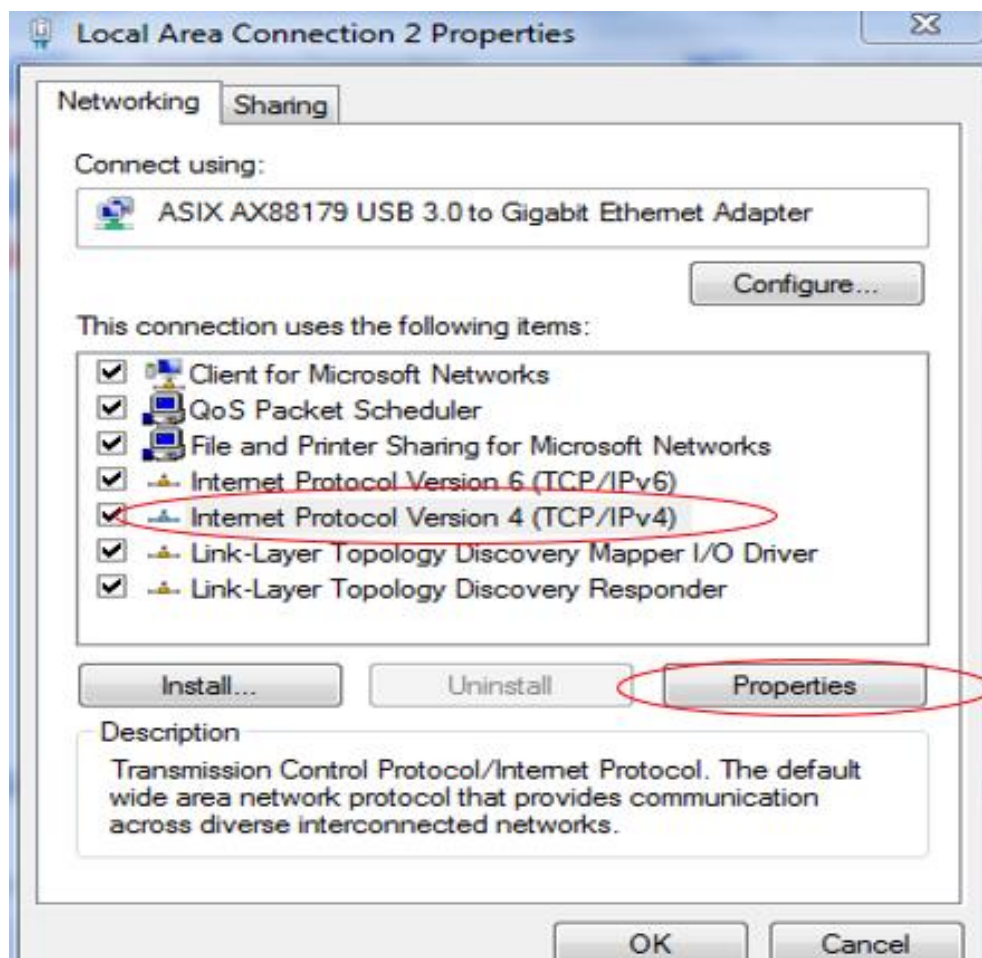 Local Area Connection 2 Properties
Networking
Sharing
Connect using:
ASIX AX88179 USB 3.0 to Gigabit Ethernet Adapter
Configure...
This connection uses the following items:
Client for Microsoft Networks
QoS Packet Scheduler
File and Printer Sharing for Microsoft Networks
Internet Protocol Version 6 (TCP/IPv6)
Internet Protocol Version 4 (TCP/IPv4)
Link-Layer Topology Discovery Mapper I/O Driver
Link-Layer Topology Discovery Responder
Install...
Uninstall
Properties
Description
Transmission Control Protocol/Internet Protocol. The default
wide area network protocol that provides communication
across diverse interconnected networks.
OK
Cancel